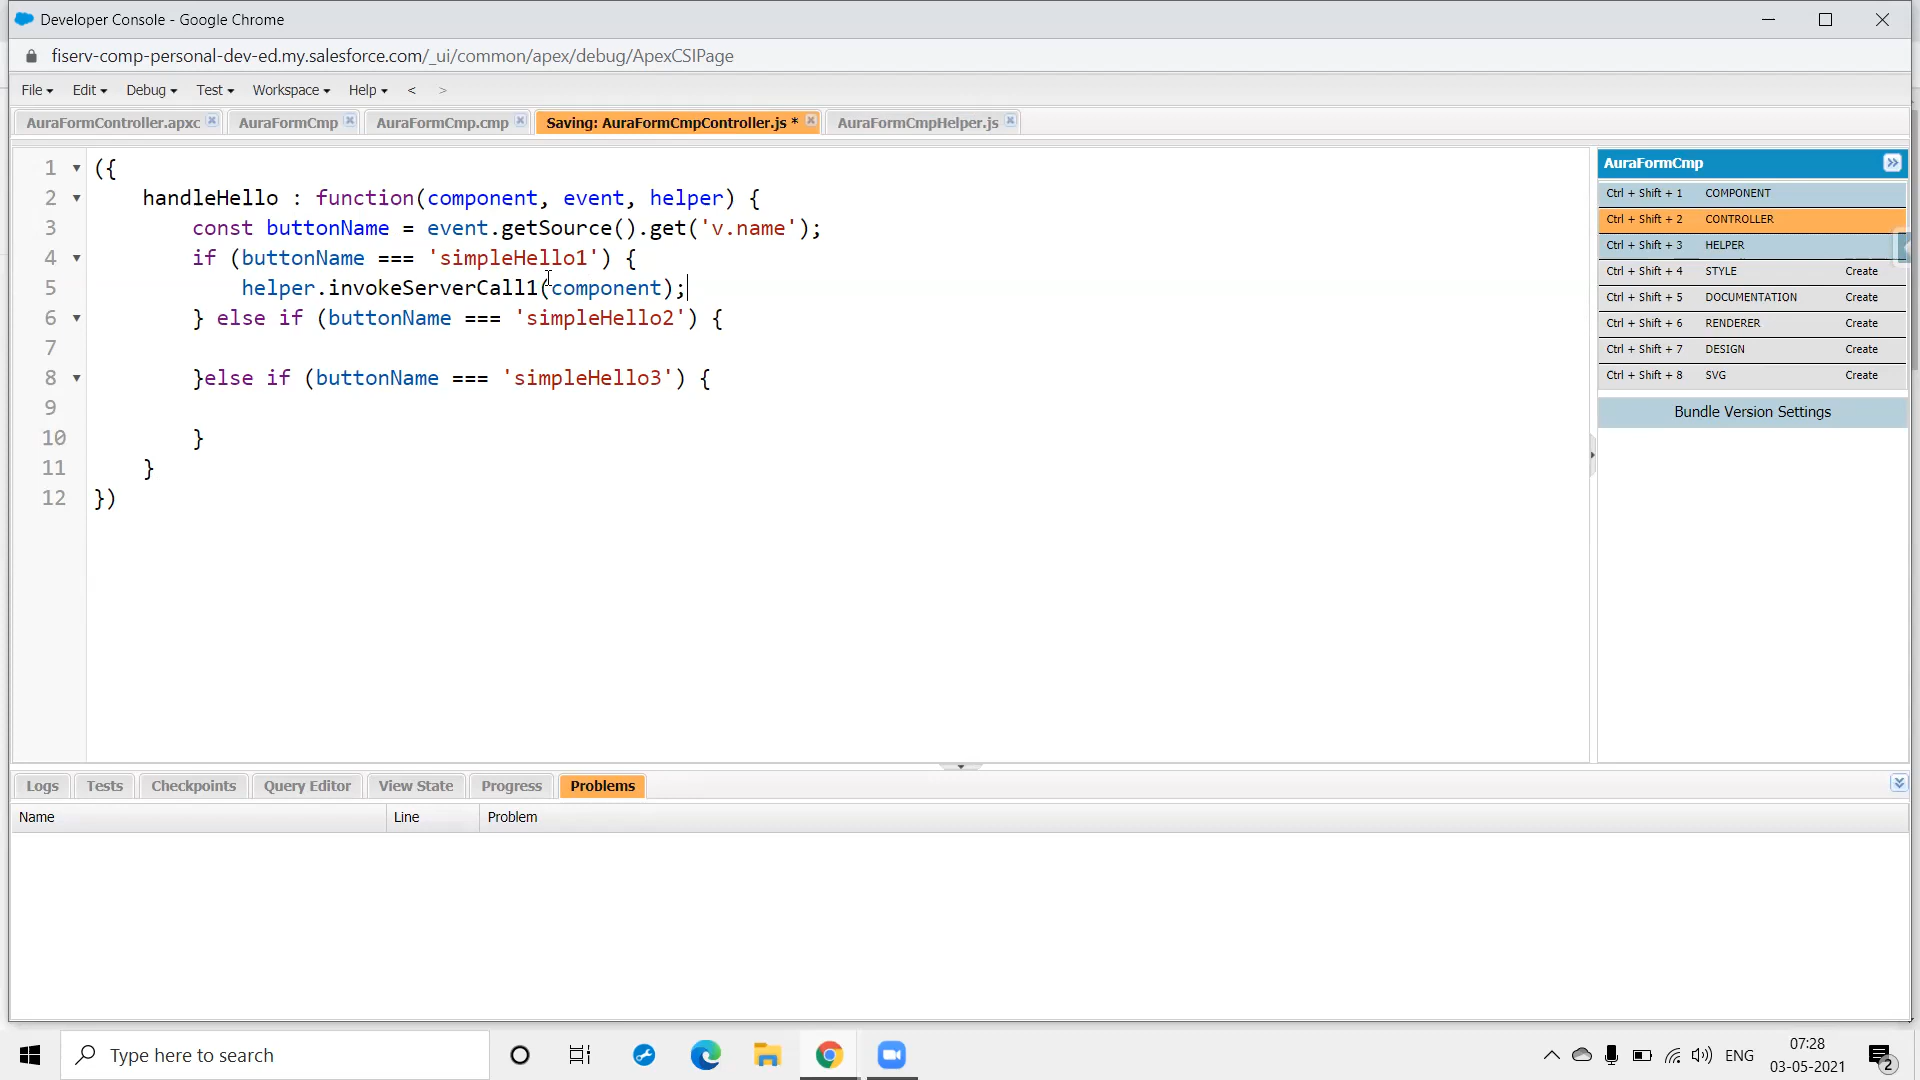 Developer Console - Google Chrome
fiserv-comp-personal-dev-ed.my.salesforce.com/_ui/common/apex/debug/ApexCSIPage
File Edit Debug Test Workspace Help < >
AuraFormController.apxc AuraFormCmp AuraFormCmp.cmp Saving: AuraFormCmpController.js * AuraFormCmpHelper.js
1 ({
2 handleHello : function(component, event, helper) {
3 const buttonName = event.getSource().get('v.name');
4 if (buttonName === 'simpleHello1') {
5 helper.invokeServerCall1(component);
6 } else if (buttonName === 'simpleHello2') {
7
8 }else if (buttonName === 'simpleHello3') {
9
10 }
11 }
12 })
AuraFormCmp
Ctrl + Shift + 1 COMPONENT
Ctrl + Shift + 2 CONTROLLER
Ctrl + Shift + 3 HELPER
Ctrl + Shift + 4 STYLE Create
Ctrl + Shift + 5 DOCUMENTATION Create
Ctrl + Shift + 6 RENDERER Create
Ctrl + Shift + 7 DESIGN Create
Ctrl + Shift + 8 SVG Create
Bundle Version Settings
Logs Tests Checkpoints Query Editor View State Progress Problems
Name Line Problem
Type here to search
ENG
07:28
03-05-2021
2